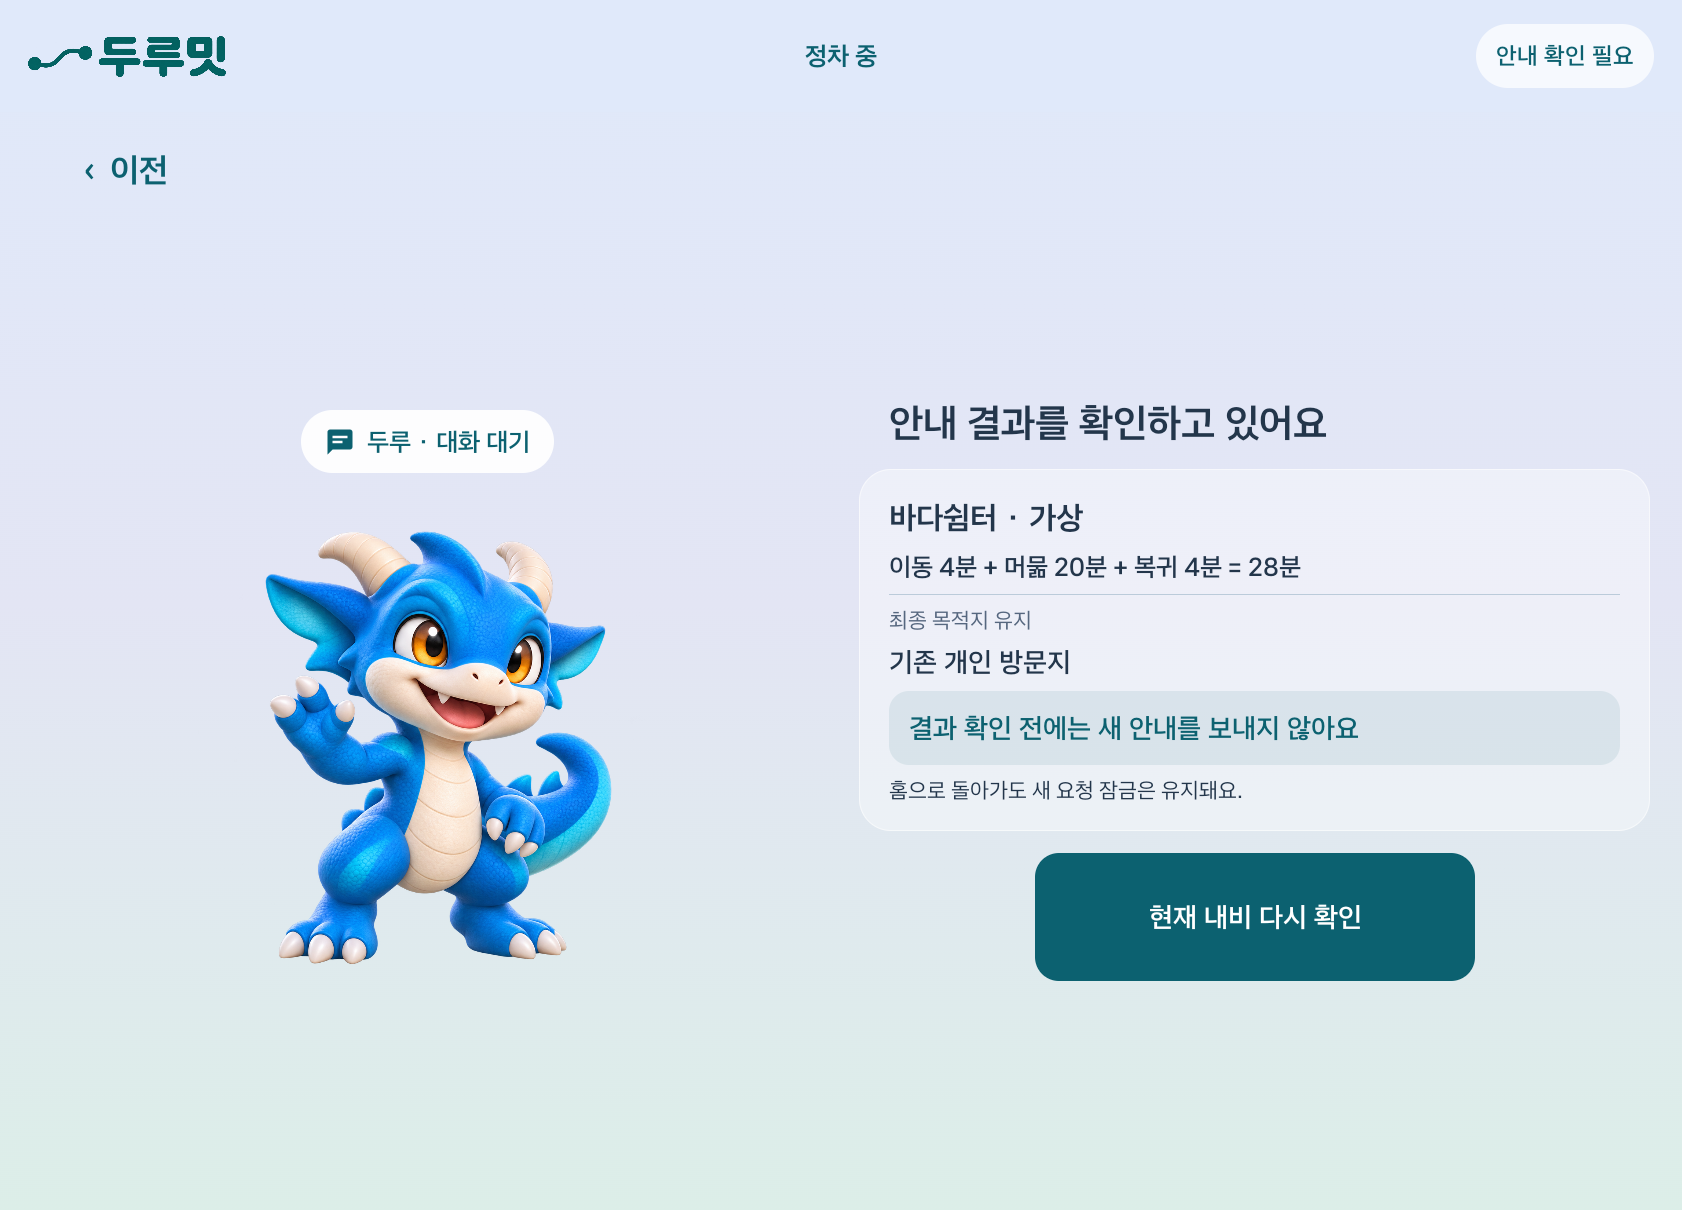 두루밋
정차 중
안내 확인 필요
‹ 이전
두루 · 대화 대기
안내 결과를 확인하고 있어요
바다쉼터 · 가상
이동 4분 + 머묾 20분 + 복귀 4분 = 28분
최종 목적지 유지
기존 개인 방문지
결과 확인 전에는 새 안내를 보내지 않아요
홈으로 돌아가도 새 요청 잠금은 유지돼요.
현재 내비 다시 확인